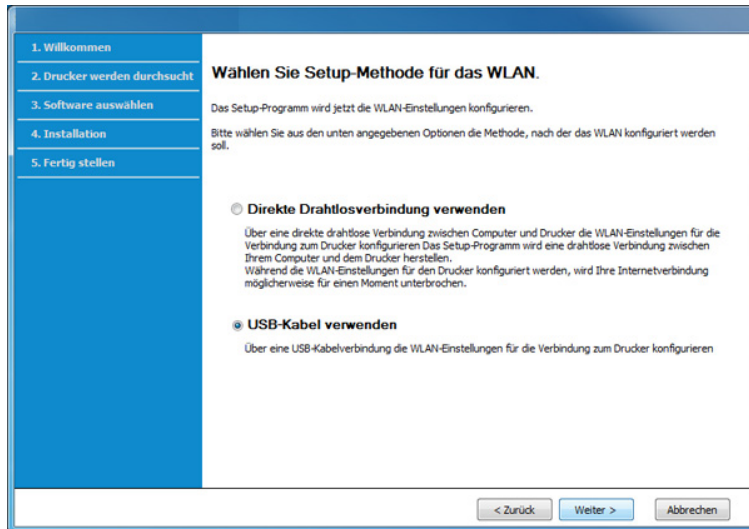 1. Willkommen
2. Drucker werden durchsucht
3. Software auswählen
4. Installation
5. Fertig stellen
Wählen Sie Setup-Methode für das WLAN.
Das Setup-Programm wird jetzt die WLAN-Einstellungen konfigurieren.
Bitte wählen Sie aus den unten angegebenen Optionen die Methode, nach der das WLAN konfiguriert werden
soll.
Direkte Drahtlosverbindung verwenden
Über eine direkte drahtlose Verbindung zwischen Computer und Drucker die WLAN-Einstellungen für die
Verbindung zum Drucker konfigurieren Das Setup-Programm wird eine drahtlose Verbindung zwischen
Ihrem Computer und dem Drucker herstellen.
Während die WLAN-Einstellungen für den Drucker konfiguriert werden, wird Ihre Internetverbindung
möglicherweise für einen Moment unterbrochen.
USB-Kabel verwenden
Über eine USB-Kabelverbindung die WLAN-Einstellungen für die Verbindung zum Drucker konfigurieren
< Zurück Weiter > Abbrechen